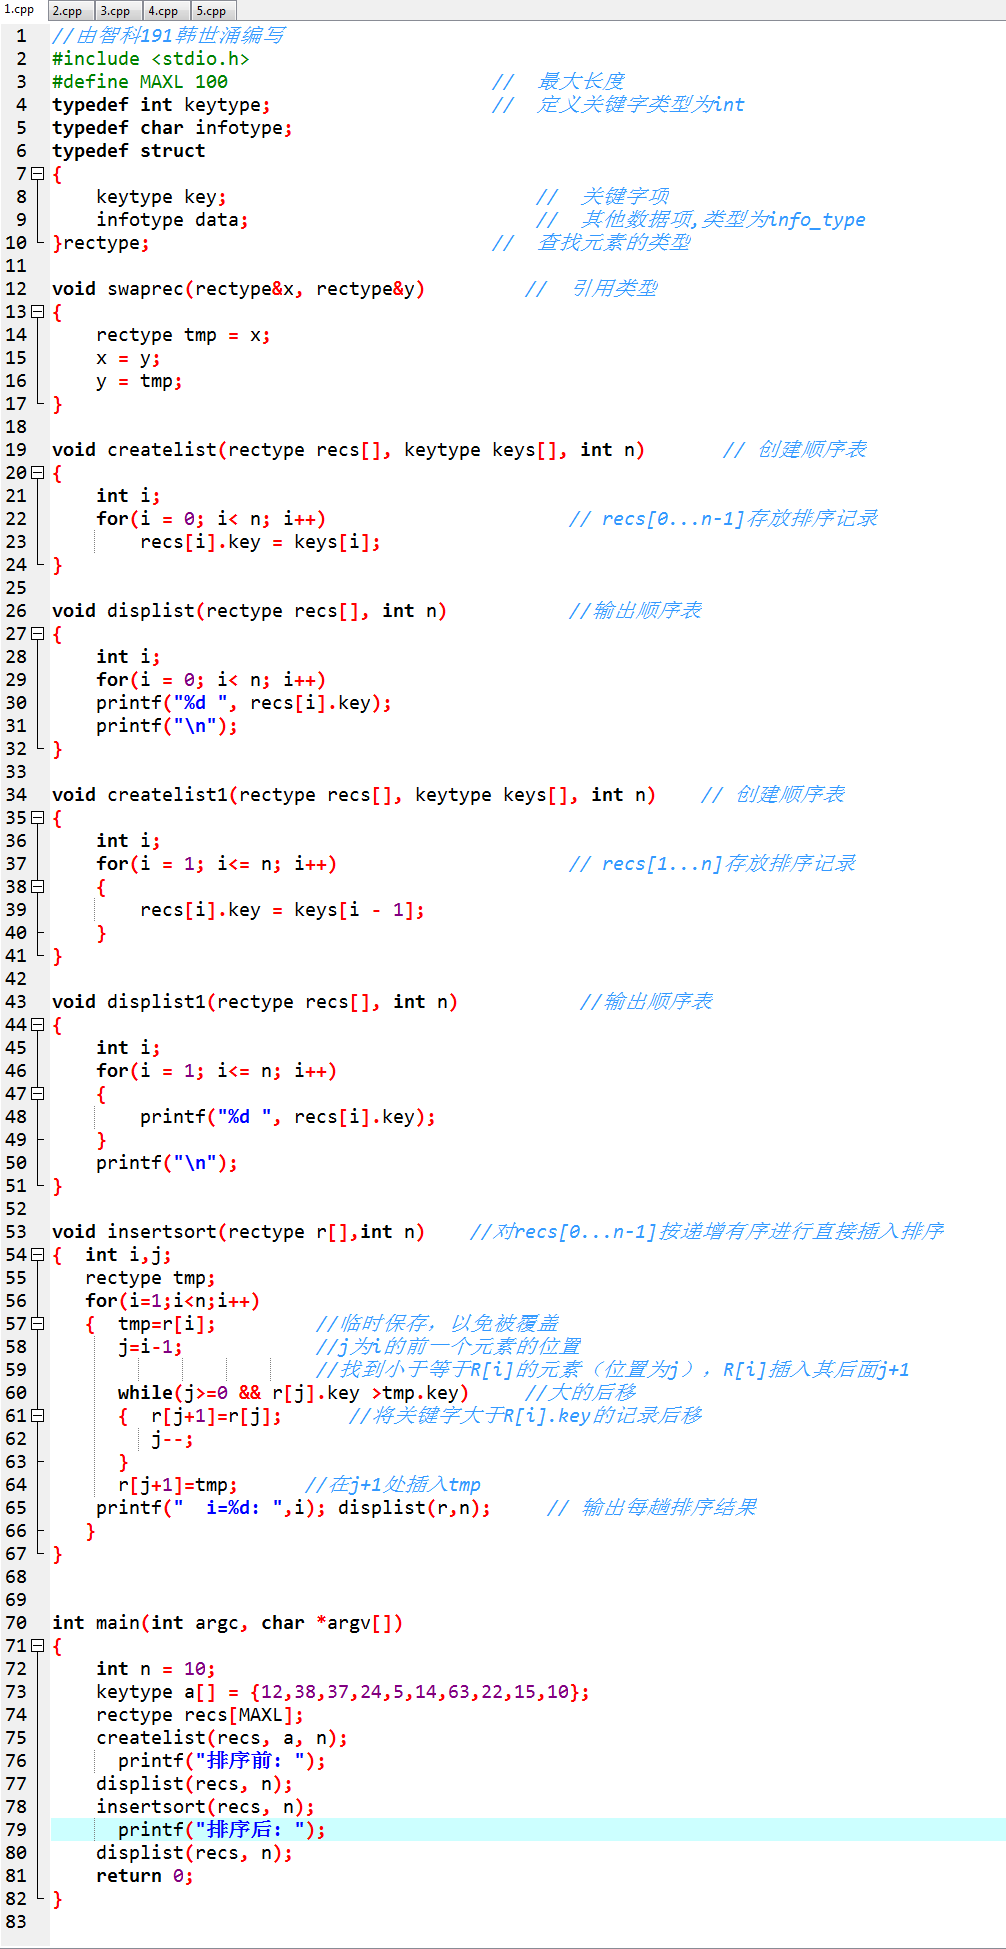 1.cpp 2.cpp 3.cpp 4.cpp 5.cpp
1 //由智科191韩世涌编写
2 #include <stdio.h>
3 #define MAXL 100 // 最大长度
4 typedef int keytype; // 定义关键字类型为int
5 typedef char infotype;
6 typedef struct
7 {
8 keytype key; // 关键字项
9 infotype data; // 其他数据项,类型为info_type
10 }rectype; // 查找元素的类型
11
12 void swaprec(rectype&x, rectype&y) // 引用类型
13 {
14 rectype tmp = x;
15 x = y;
16 y = tmp;
17 }
18
19 void createlist(rectype recs[], keytype keys[], int n) // 创建顺序表
20 {
21 int i;
22 for(i = 0; i< n; i++) // recs[0...n-1]存放排序记录
23 recs[i].key = keys[i];
24 }
25
26 void displist(rectype recs[], int n) //输出顺序表
27 {
28 int i;
29 for(i = 0; i< n; i++)
30 printf("%d ", recs[i].key);
31 printf("\n");
32 }
33
34 void createlist1(rectype recs[], keytype keys[], int n) // 创建顺序表
35 {
36 int i;
37 for(i = 1; i<= n; i++) // recs[1...n]存放排序记录
38 {
39 recs[i].key = keys[i - 1];
40 }
41 }
42
43 void displist1(rectype recs[], int n) //输出顺序表
44 {
45 int i;
46 for(i = 1; i<= n; i++)
47 {
48 printf("%d ", recs[i].key);
49 }
50 printf("\n");
51 }
52
53 void insertsort(rectype r[],int n) //对recs[0...n-1]按递增有序进行直接插入排序
54 { int i,j;
55 rectype tmp;
56 for(i=1;i<n;i++)
57 { tmp=r[i]; //临时保存，以免被覆盖
58 j=i-1; //j为i的前一个元素的位置
59 //找到小于等于R[i]的元素（位置为j），R[i]插入其后面j+1
60 while(j>=0 && r[j].key >tmp.key) //大的后移
61 { r[j+1]=r[j]; //将关键字大于R[i].key的记录后移
62 j--;
63 }
64 r[j+1]=tmp; //在j+1处插入tmp
65 printf("  i=%d: ",i); displist(r,n); // 输出每趟排序结果
66 }
67 }
68
69
70 int main(int argc, char *argv[])
71 {
72 int n = 10;
73 keytype a[] = {12,38,37,24,5,14,63,22,15,10};
74 rectype recs[MAXL];
75 createlist(recs, a, n);
76 printf("排序前: ");
77 displist(recs, n);
78 insertsort(recs, n);
79 printf("排序后: ");
80 displist(recs, n);
81 return 0;
82 }
83